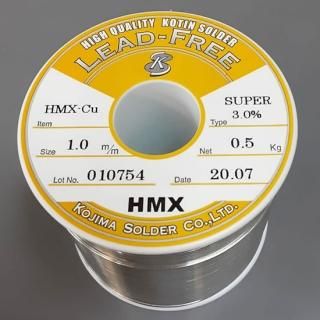 HIGH QUALITY KOTIN SOLDER
LEAD-FREE
KS
HMX-Cu
Item
SUPER
3.0%
Type
Size 1.0 m/m
Net 0.5 Kg
Lot No. 010754
Date 20.07
HMX
KOJIMA SOLDER CO.,LTD.